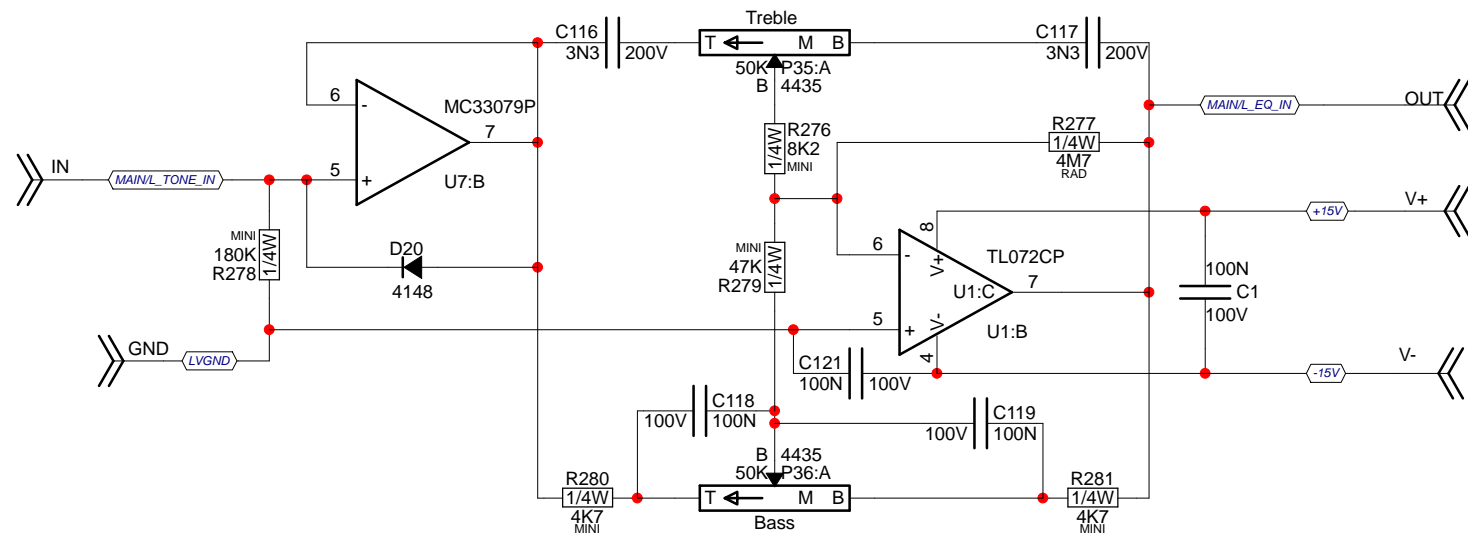 Treble
C116
3N3
200V
T
M
B
C117
3N3
200V
50K
P35:A
B
4435
MC33079P
6
-
7
5
+
U7:B
R276
8K2
MINI
1/4W
R277
1/4W
4M7
RAD
MAIN/L_EQ_IN
OUT
IN
MAIN/L_TONE_IN
MINI
180K
R278
1/4W
D20
4148
MINI
47K
R279
1/4W
6
-
8
V+
TL072CP
U1:C
7
5
+
V-
4
U1:B
+15V
V+
100N
C1
100V
GND
LVGND
C121
100N
100V
-15V
V-
C118
100V
100N
C119
100V
100N
B
4435
50K
P36:A
R280
1/4W
4K7
MINI
T
M
B
R281
1/4W
4K7
MINI
Bass